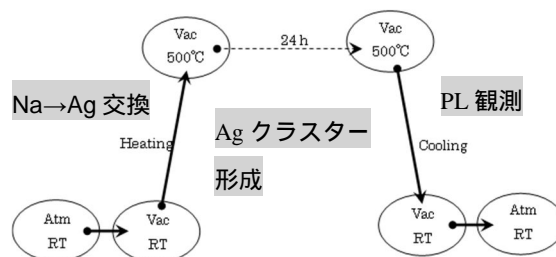 Vac
500℃
24h
Vac
500℃
Na→Ag 交換
PL 観測
Heating
Ag クラスター
形成
Cooling
Atm
RT
Vac
RT
Vac
RT
Atm
RT